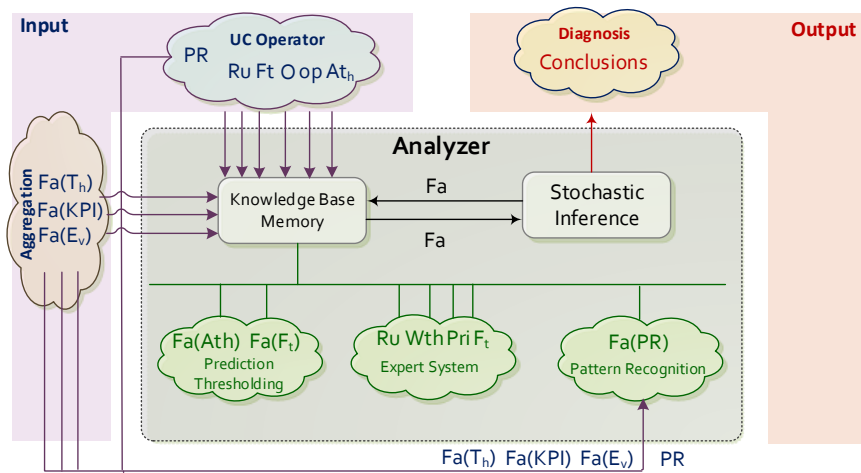 Input
UC Operator
PR
Ru Ft O op Atₕ
Diagnosis
Conclusions
Output
Aggregation
Fa(Tₕ)
Fa(KPI)
Fa(Eᵥ)
Analyzer
Knowledge Base
Memory
Fa
Fa
Stochastic
Inference
Fa(Ath) Fa(Fₜ)
Prediction
Thresholding
Ru Wth Pri Fₜ
Expert System
Fa(PR)
Pattern Recognition
Fa(Tₕ) Fa(KPI) Fa(Eᵥ) PR